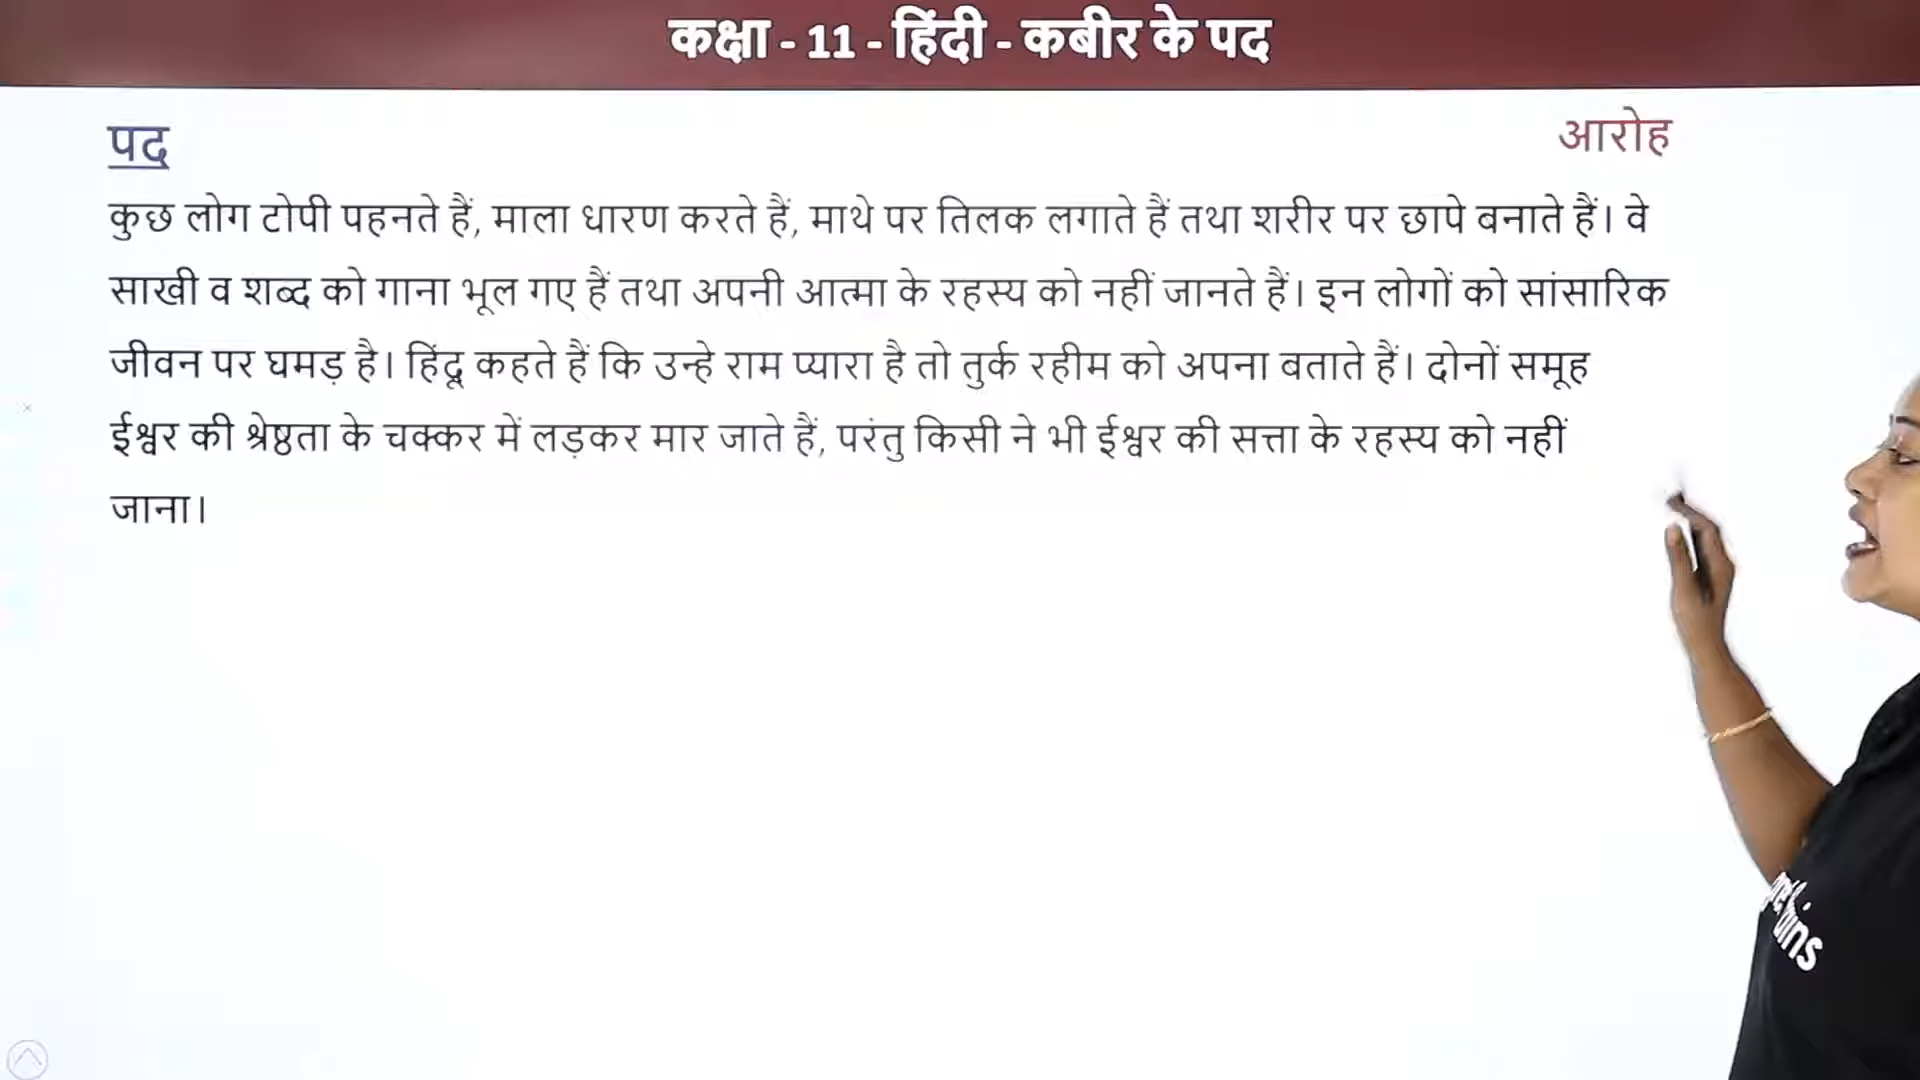 कक्षा - 11 - हिंदी - कबीर के पद
पद
आरोह
कुछ लोग टोपी पहनते हैं, माला धारण करते हैं, माथे पर तिलक लगाते हैं तथा शरीर पर छापे बनाते हैं। वे
साखी व शब्द को गाना भूल गए हैं तथा अपनी आत्मा के रहस्य को नहीं जानते हैं। इन लोगों को सांसारिक
जीवन पर घमड़ है। हिंदू कहते हैं कि उन्हे राम प्यारा है तो तुर्क रहीम को अपना बताते हैं। दोनों समूह
ईश्वर की श्रेष्ठता के चक्कर में लड़कर मार जाते हैं, परंतु किसी ने भी ईश्वर की सत्ता के रहस्य को नहीं
जाना।